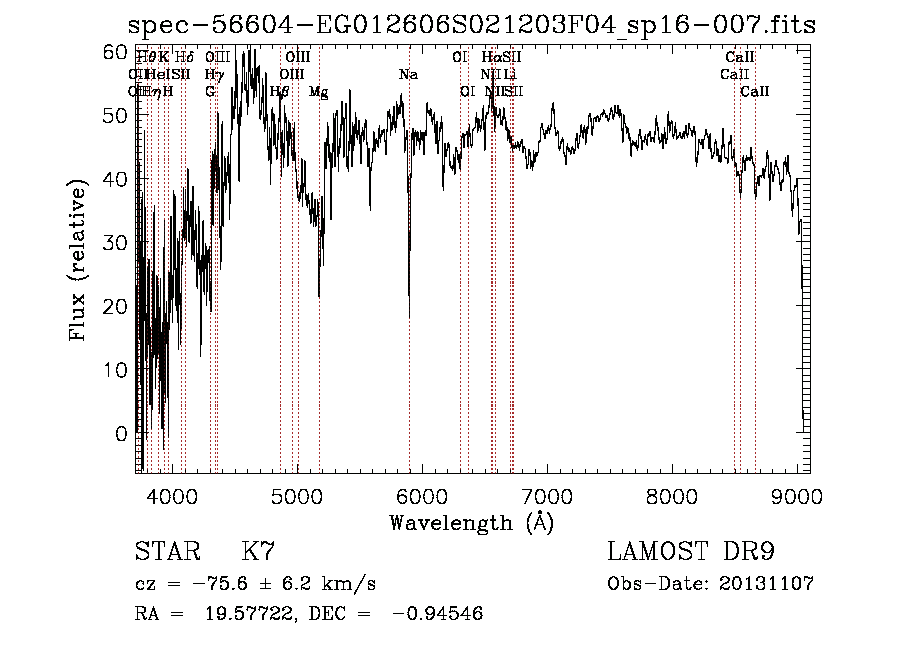 spec-56604-EG012606S021203F04_sp16-007.fits
Hθ K Hδ OIII OIII OI Hα SII CaII
OII HeI SII Hγ OIII Na NII Li CaII
OII Hη H G Hβ Mg OI NII SII CaII
60
50
40
30
20
10
0
Flux (relative)
4000 5000 6000 7000 8000 9000
Wavelength (Å)
STAR K7 LAMOST DR9
cz = −75.6 ± 6.2 km/s Obs-Date: 20131107
RA = 19.57722, DEC = −0.94546